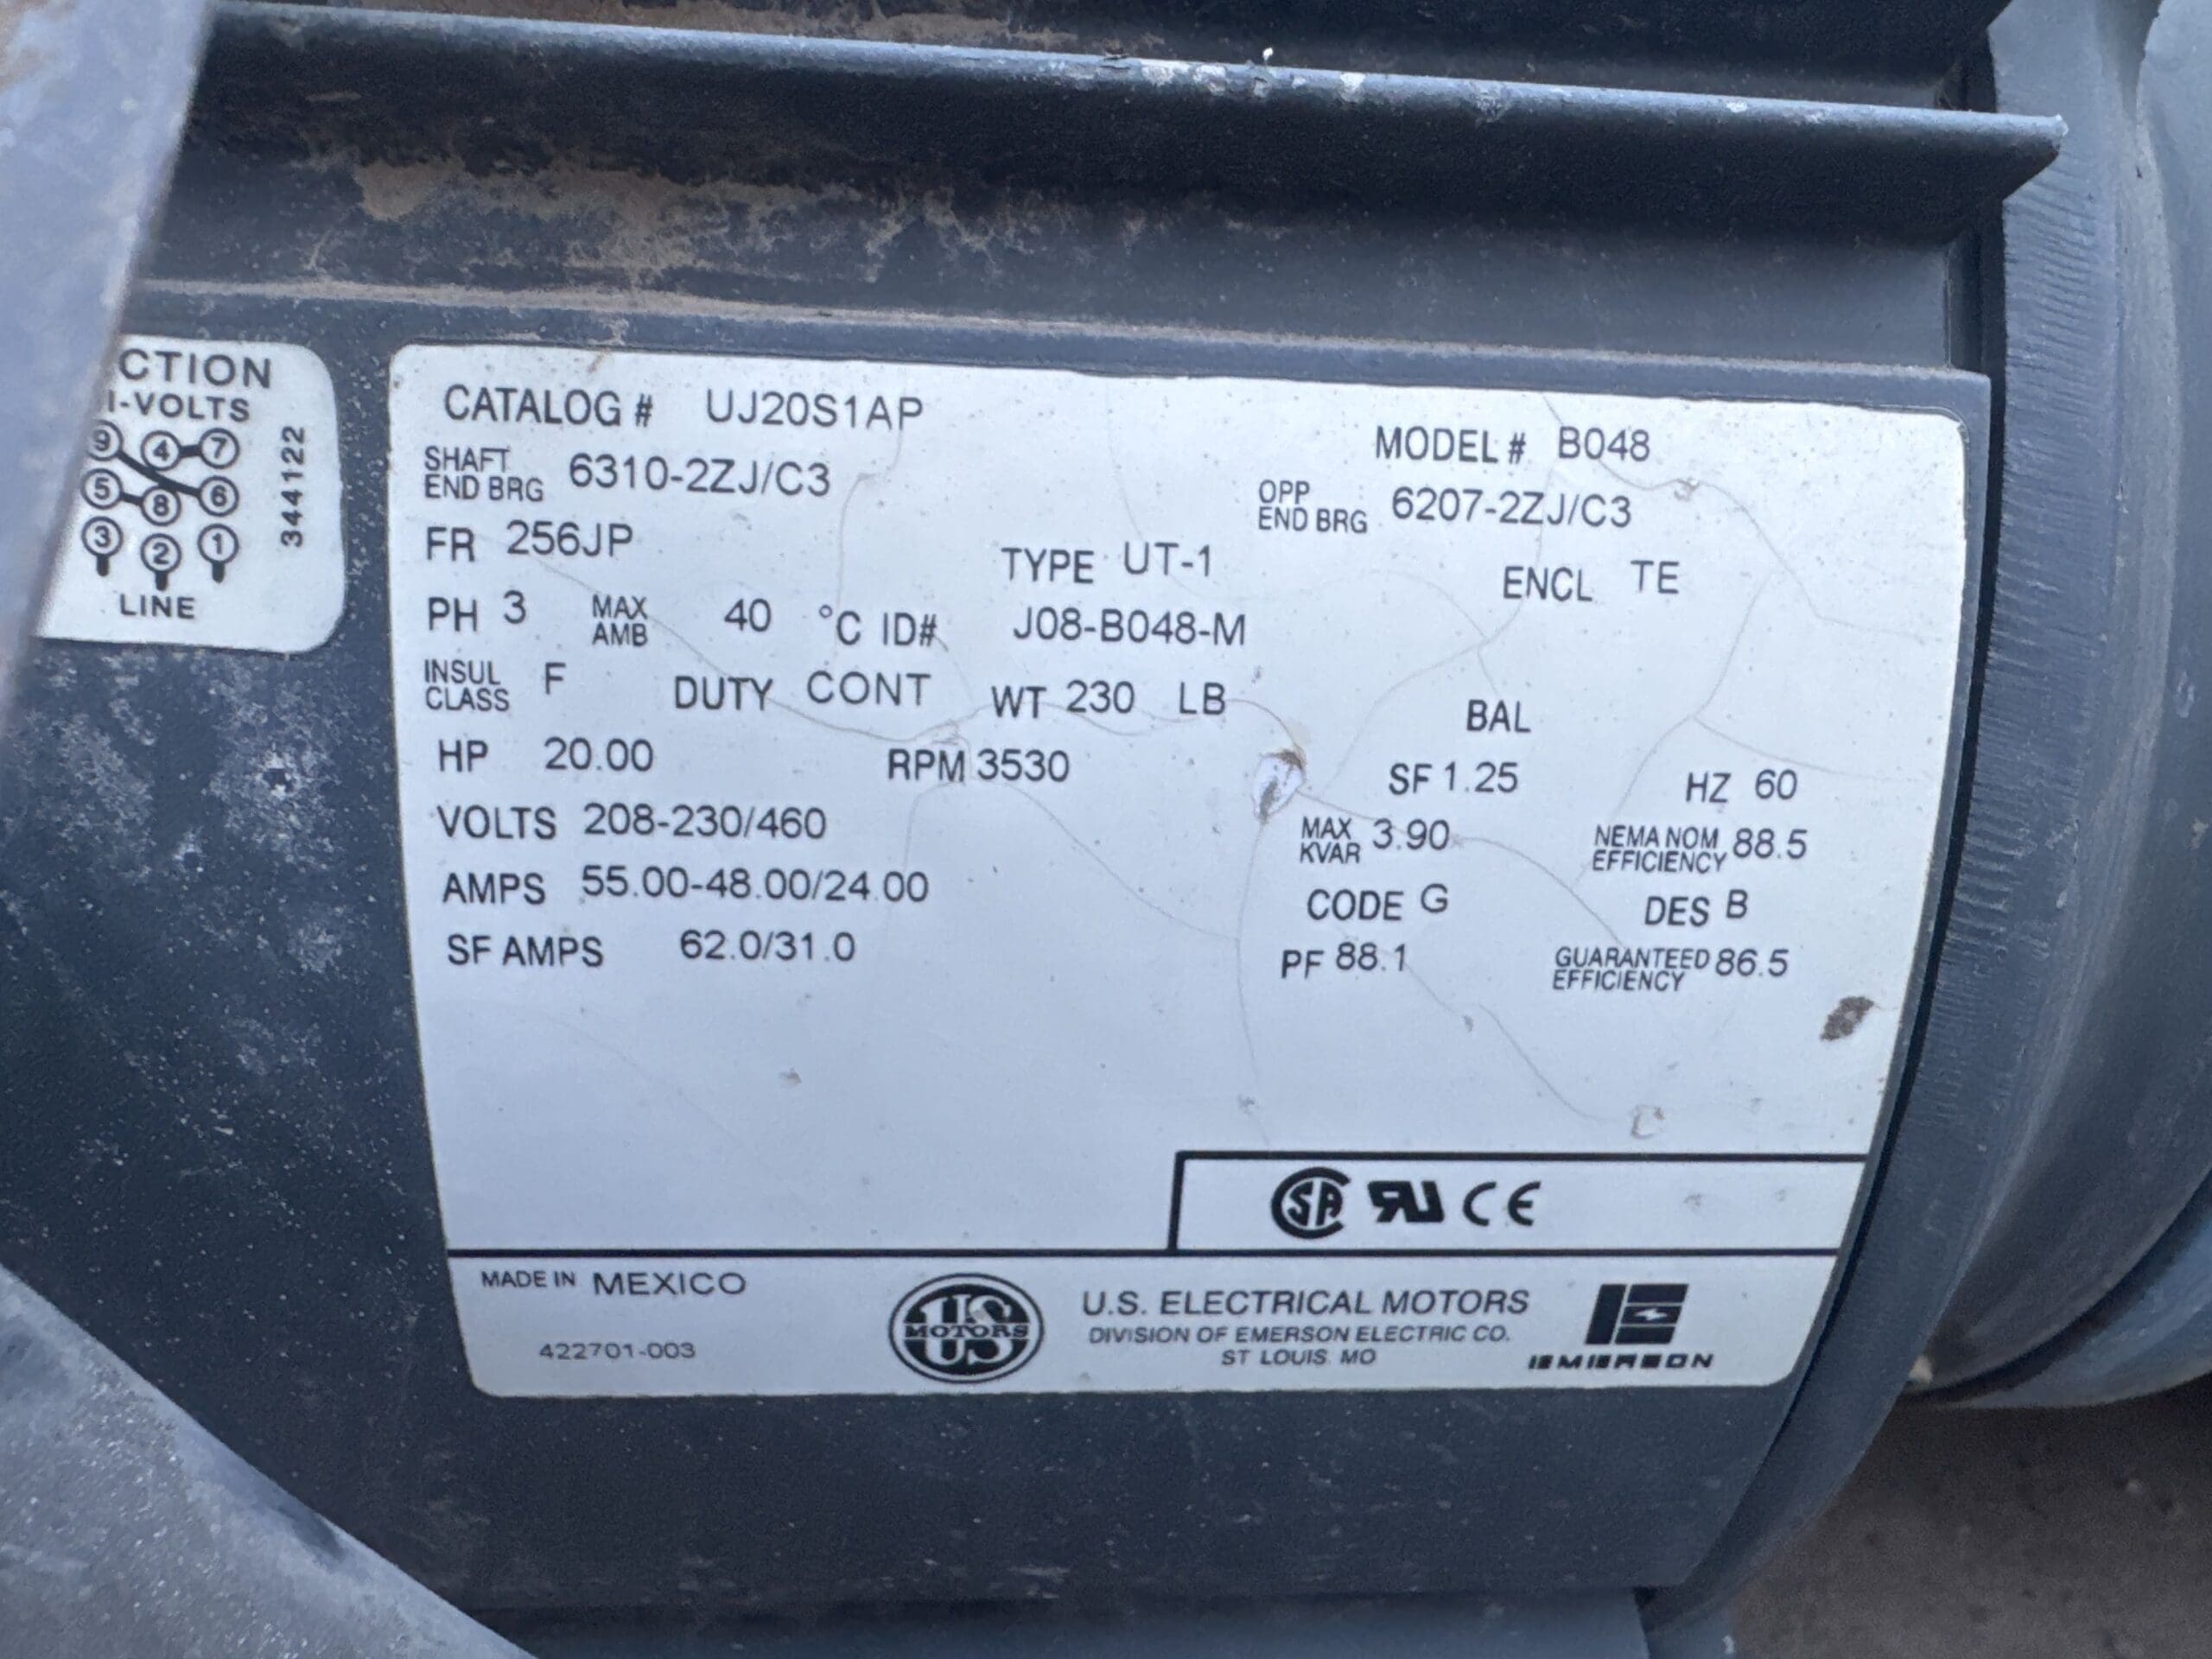 CTION
I-VOLTS
9 4 7
5 8 6
3 2 1
LINE
344122
CATALOG # UJ20S1AP
MODEL # B048
SHAFT END BRG 6310-2ZJ/C3
OPP END BRG 6207-2ZJ/C3
FR 256JP
TYPE UT-1
ENCL TE
PH 3 MAX AMB 40 °C ID# J08-B048-M
INSUL CLASS F DUTY CONT WT 230 LB
BAL
HP 20.00 RPM 3530
SF 1.25 HZ 60
VOLTS 208-230/460
MAX KVAR 3.90 NEMA NOM EFFICIENCY 88.5
AMPS 55.00-48.00/24.00
CODE G DES B
SF AMPS 62.0/31.0
PF 88.1 GUARANTEED EFFICIENCY 86.5
SA RU CE
MADE IN MEXICO
422701-003
US MOTORS
U.S. ELECTRICAL MOTORS
DIVISION OF EMERSON ELECTRIC CO.
ST LOUIS MO
EMERSON